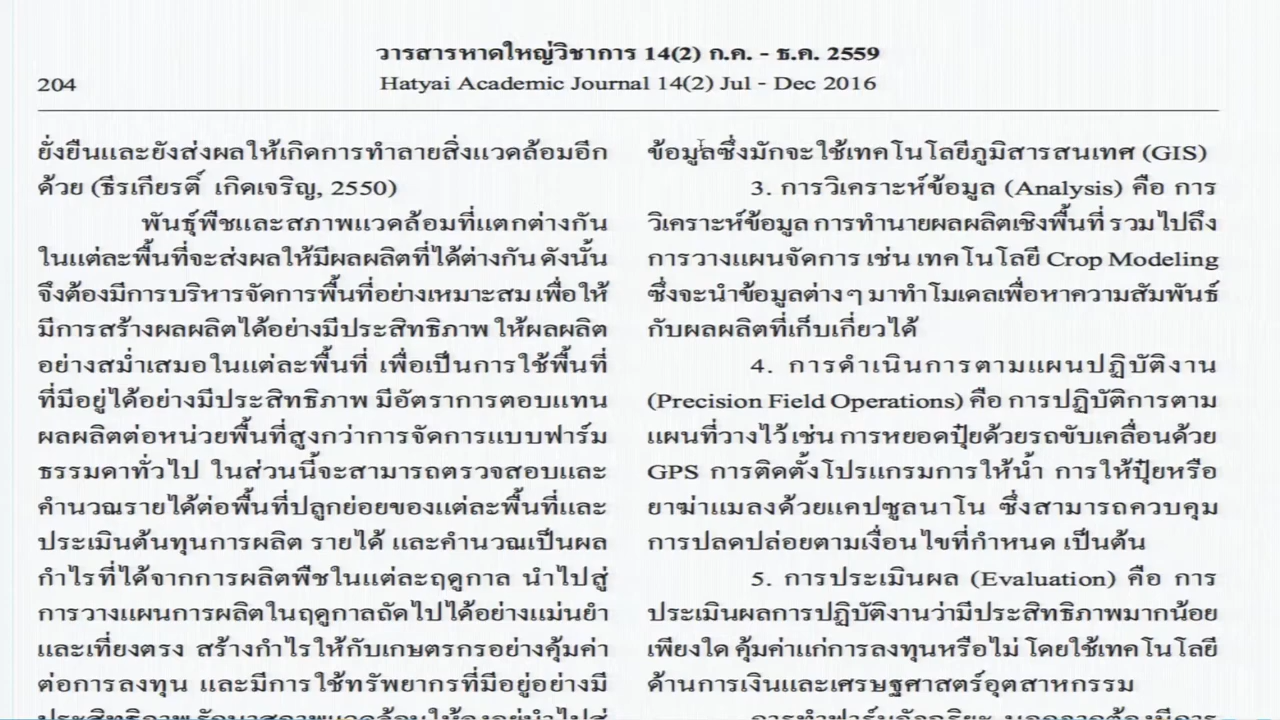 วารสารหาดใหญ่วิชาการ 14(2) ก.ค. - ธ.ค. 2559
204
Hatyai Academic Journal 14(2) Jul - Dec 2016
ยั่งยืนและยังส่งผลให้เกิดการทำลายสิ่งแวดล้อมอีก
ด้วย (ธีรเกียรติ์ เกิดเจริญ, 2550)
พันธุ์พืชและสภาพแวดล้อมที่แตกต่างกัน
ในแต่ละพื้นที่จะส่งผลให้มีผลผลิตที่ได้ต่างกัน ดังนั้น
จึงต้องมีการบริหารจัดการพื้นที่อย่างเหมาะสม เพื่อให้
มีการสร้างผลผลิตได้อย่างมีประสิทธิภาพ ให้ผลผลิต
อย่างสม่ำเสมอในแต่ละพื้นที่ เพื่อเป็นการใช้พื้นที่
ที่มีอยู่ได้อย่างมีประสิทธิภาพ มีอัตราการตอบแทน
ผลผลิตต่อหน่วยพื้นที่สูงกว่าการจัดการแบบฟาร์ม
ธรรมดาทั่วไป ในส่วนนี้จะสามารถตรวจสอบและ
คำนวณรายได้ต่อพื้นที่ปลูกย่อยของแต่ละพื้นที่และ
ประเมินต้นทุนการผลิต รายได้ และคำนวณเป็นผล
กำไรที่ได้จากการผลิตพืชในแต่ละฤดูกาล นำไปสู่
การวางแผนการผลิตในฤดูกาลถัดไปได้อย่างแม่นยำ
และเที่ยงตรง สร้างกำไรให้กับเกษตรกรอย่างคุ้มค่า
ต่อการลงทุน และมีการใช้ทรัพยากรที่มีอยู่อย่างมี
ข้อมูลซึ่งมักจะใช้เทคโนโลยีภูมิสารสนเทศ (GIS)
3. การวิเคราะห์ข้อมูล (Analysis) คือ การ
วิเคราะห์ข้อมูล การทำนายผลผลิตเชิงพื้นที่ รวมไปถึง
การวางแผนจัดการ เช่น เทคโนโลยี Crop Modeling
ซึ่งจะนำข้อมูลต่างๆ มาทำโมเดลเพื่อหาความสัมพันธ์
กับผลผลิตที่เก็บเกี่ยวได้
4. การดำเนินการตามแผนปฏิบัติงาน
(Precision Field Operations) คือ การปฏิบัติการตาม
แผนที่วางไว้ เช่น การหยอดปุ๋ยด้วยรถขับเคลื่อนด้วย
GPS การติดตั้งโปรแกรมการให้น้ำ การให้ปุ๋ยหรือ
ยาฆ่าแมลงด้วยแคปซูลนาโน ซึ่งสามารถควบคุม
การปลดปล่อยตามเงื่อนไขที่กำหนด เป็นต้น
5. การประเมินผล (Evaluation) คือ การ
ประเมินผลการปฏิบัติงานว่ามีประสิทธิภาพมากน้อย
เพียงใด คุ้มค่าแก่การลงทุนหรือไม่ โดยใช้เทคโนโลยี
ด้านการเงินและเศรษฐศาสตร์อุตสาหกรรม